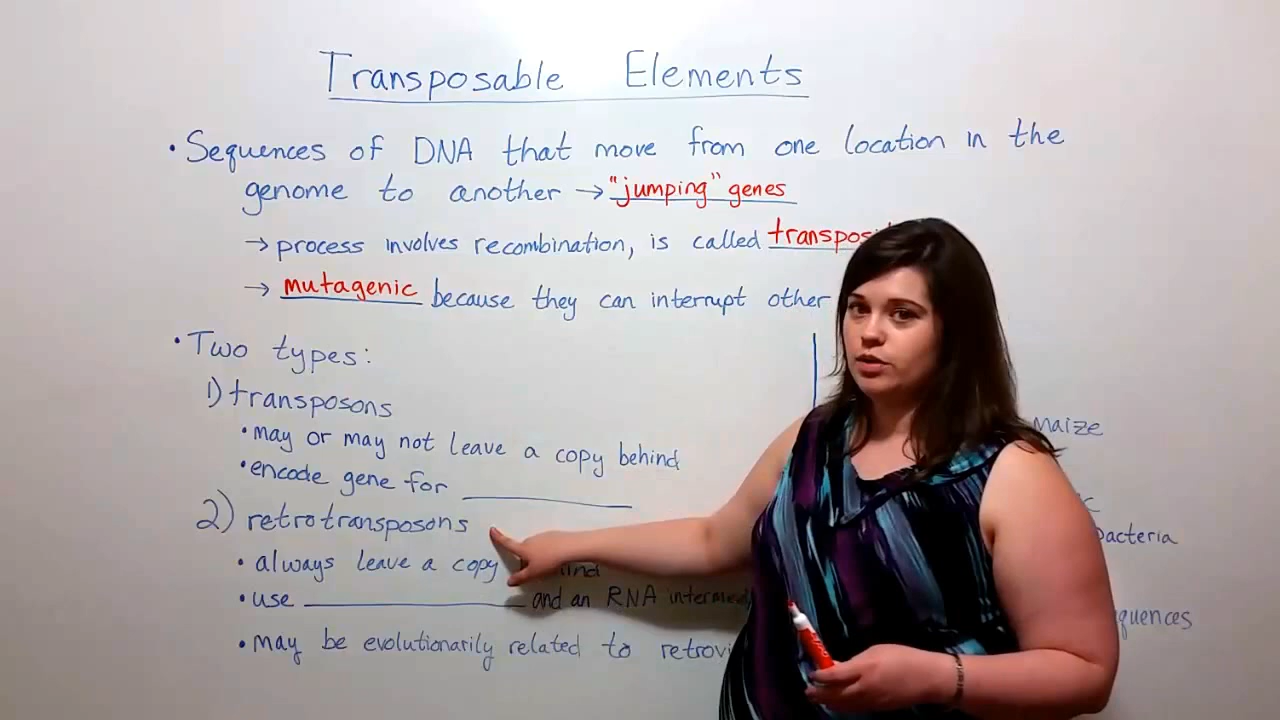 Transposable Elements
• Sequences of DNA that move from one location in the
genome to another → "jumping" genes
→ process involves recombination, is called
→ mutagenic because they can interrupt other
• Two types:
1) transposons
• may or may not leave a copy behind
• encode gene for
2) retrotransposons
• always leave a copy
• use and an RNA
• may be evolutionarily related to
maize
bacteria